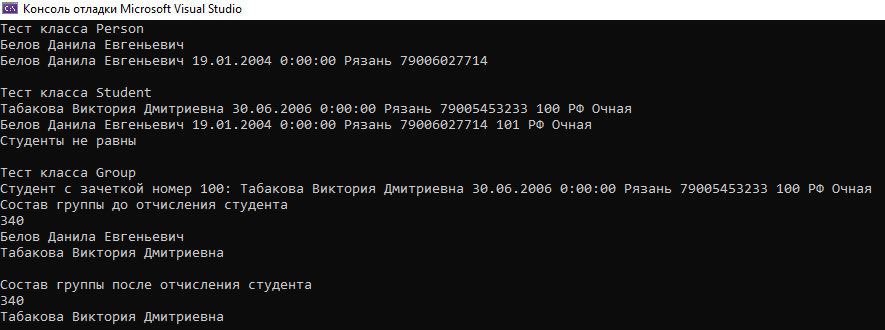 Консоль отладки Microsoft Visual Studio
Тест класса Person
Белов Данила Евгеньевич
Белов Данила Евгеньевич 19.01.2004 0:00:00 Рязань 79006027714
Тест класса Student
Табакова Виктория Дмитриевна 30.06.2006 0:00:00 Рязань 79005453233 100 РФ Очная
Белов Данила Евгеньевич 19.01.2004 0:00:00 Рязань 79006027714 101 РФ Очная
Студенты не равны
Тест класса Group
Студент с зачеткой номер 100: Табакова Виктория Дмитриевна 30.06.2006 0:00:00 Рязань 79005453233 100 РФ Очная
Состав группы до отчисления студента
340
Белов Данила Евгеньевич
Табакова Виктория Дмитриевна
Состав группы после отчисления студента
340
Табакова Виктория Дмитриевна